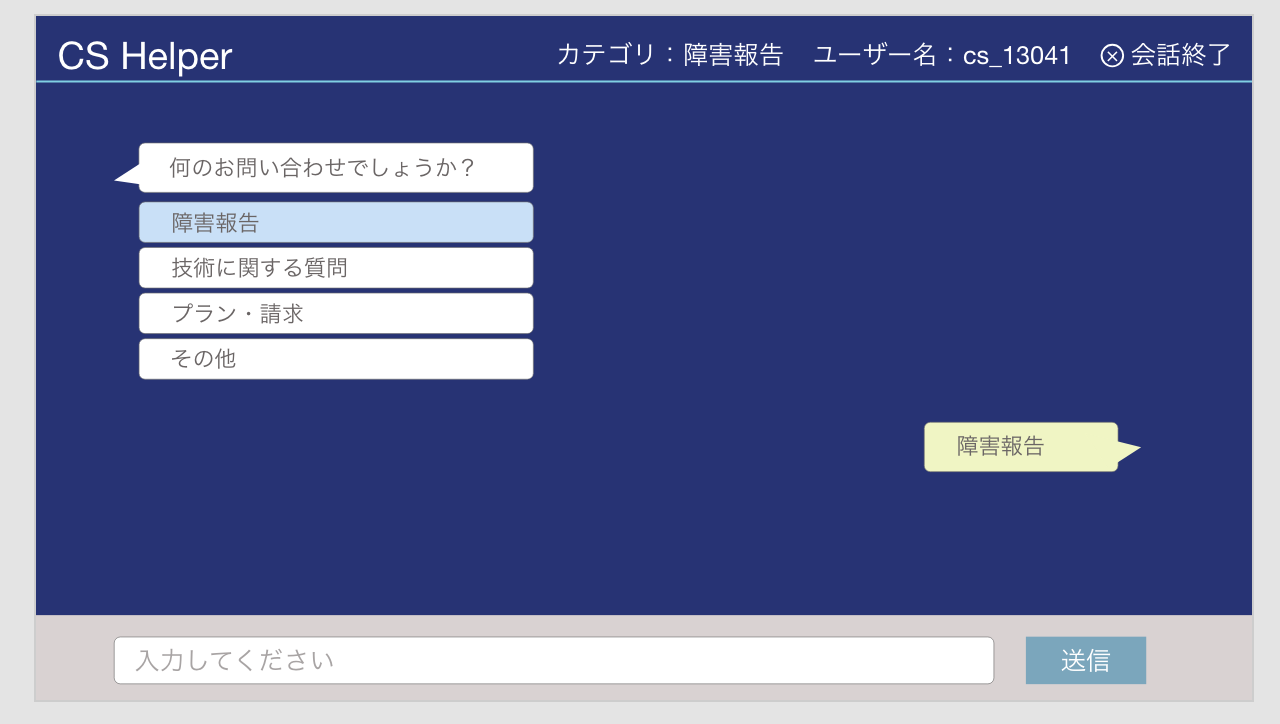 CS Helper
カテゴリ：障害報告 ユーザー名：cs_13041 ⊗ 会話終了
何のお問い合わせでしょうか？
障害報告
技術に関する質問
プラン・請求
その他
障害報告
入力してください 送信